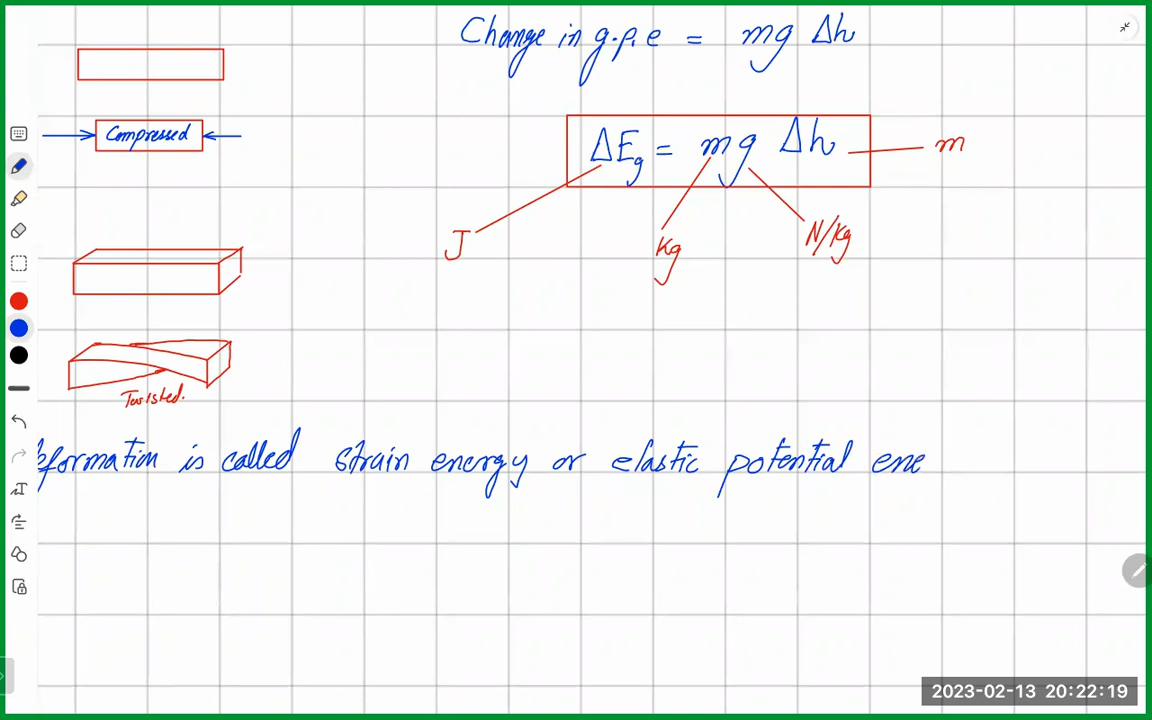 Change in g.p.e = mg Δh
Compressed
ΔEg = mg Δh
m
J
Kg
N/Kg
Twisted.
eformation is called strain energy or elastic potential ene
2023-02-13 20:22:19